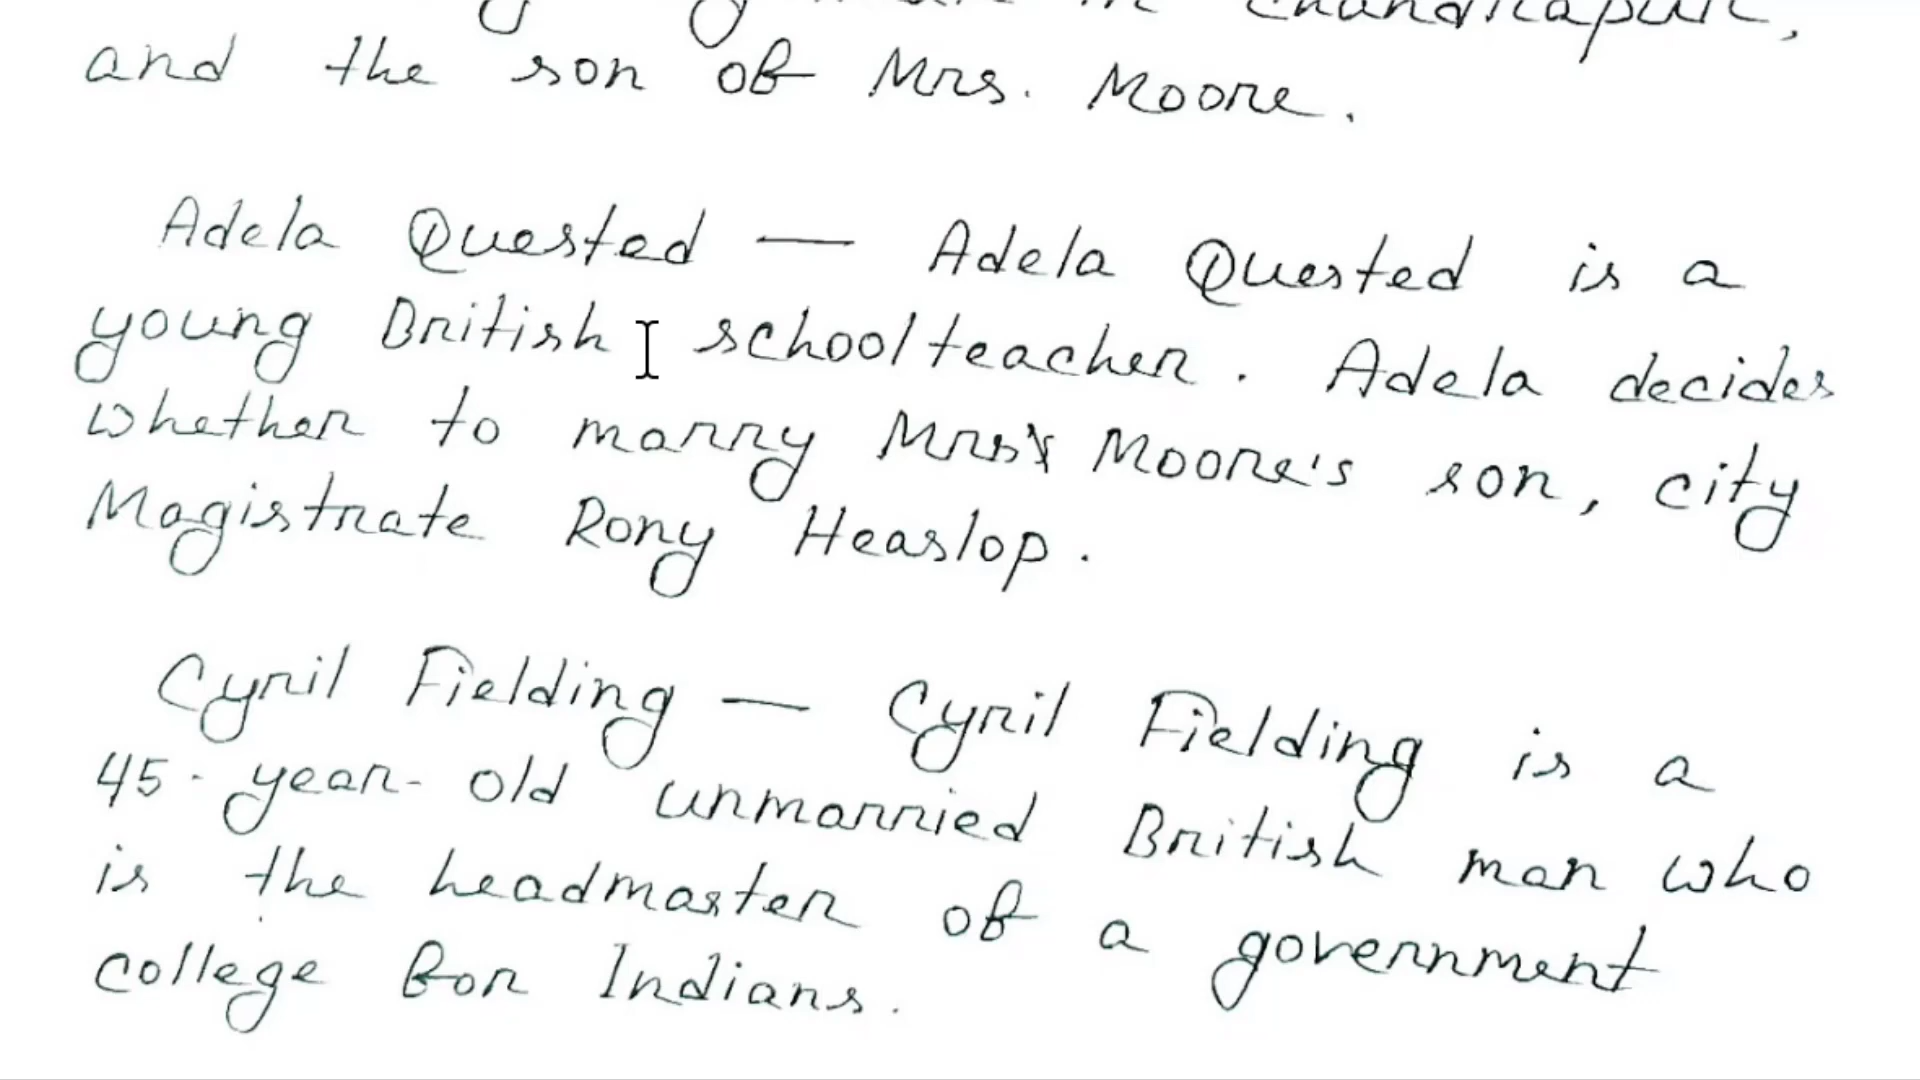 in Chandrapur,
and the son of Mrs. Moore.
Adela Quested — Adela Quested is a
young British schoolteacher. Adela decides
whether to marry Mrs Moore's son, city
Magistrate Rony Heaslop.
Cyril Fielding — Cyril Fielding is a
45-year-old unmarried British man who
is the headmaster of a government
college for Indians.